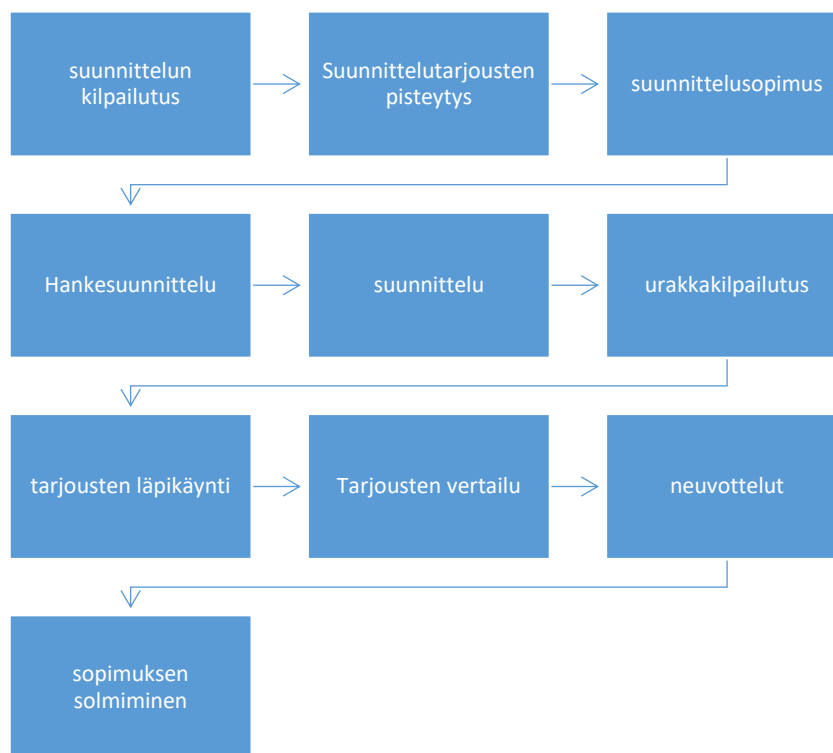 suunnittelun
kilpailutus
Suunnittelutarjousten
pisteytys
suunnittelusopimus
Hankesuunnittelu
suunnittelu
urakkakilpailutus
tarjousten läpikäynti
Tarjousten vertailu
neuvottelut
sopimuksen
solmiminen